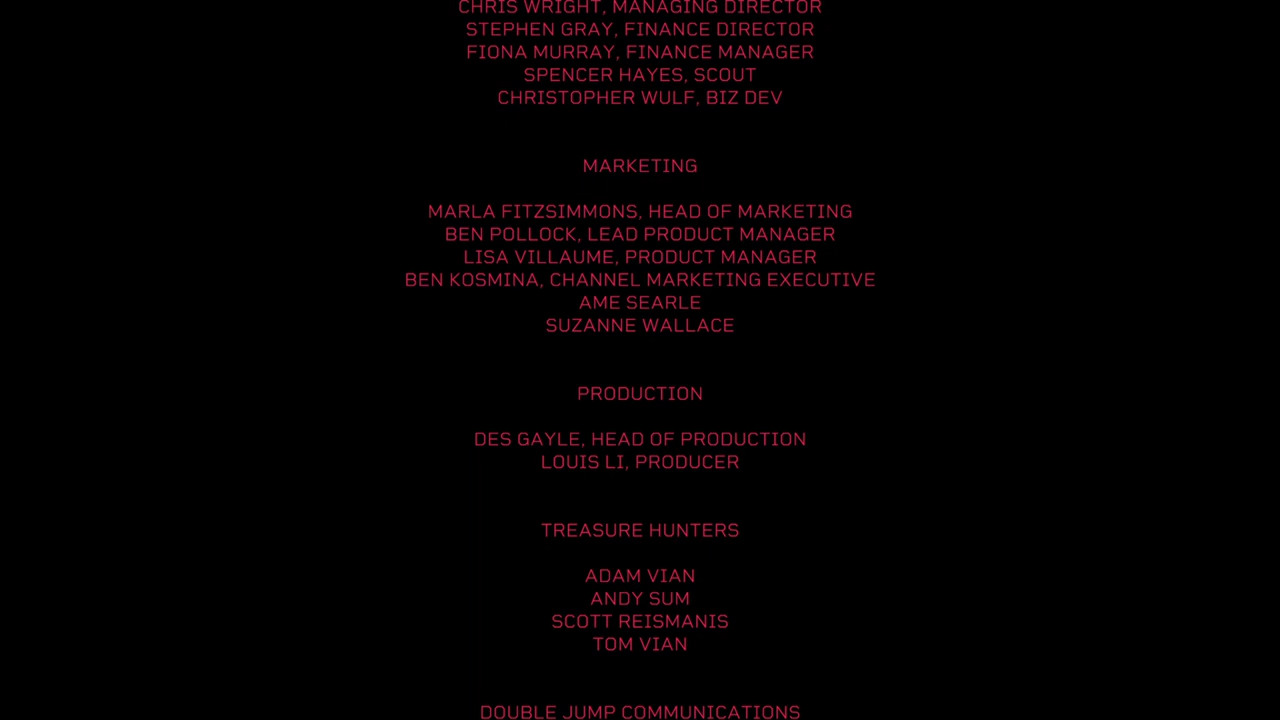 CHRIS WRIGHT, MANAGING DIRECTOR
STEPHEN GRAY, FINANCE DIRECTOR
FIONA MURRAY, FINANCE MANAGER
SPENCER HAYES, SCOUT
CHRISTOPHER WULF, BIZ DEV
MARKETING
MARLA FITZSIMMONS, HEAD OF MARKETING
BEN POLLOCK, LEAD PRODUCT MANAGER
LISA VILLAUME, PRODUCT MANAGER
BEN KOSMINA, CHANNEL MARKETING EXECUTIVE
AME SEARLE
SUZANNE WALLACE
PRODUCTION
DES GAYLE, HEAD OF PRODUCTION
LOUIS LI, PRODUCER
TREASURE HUNTERS
ADAM VIAN
ANDY SUM
SCOTT REISMANIS
TOM VIAN
DOUBLE JUMP COMMUNICATIONS